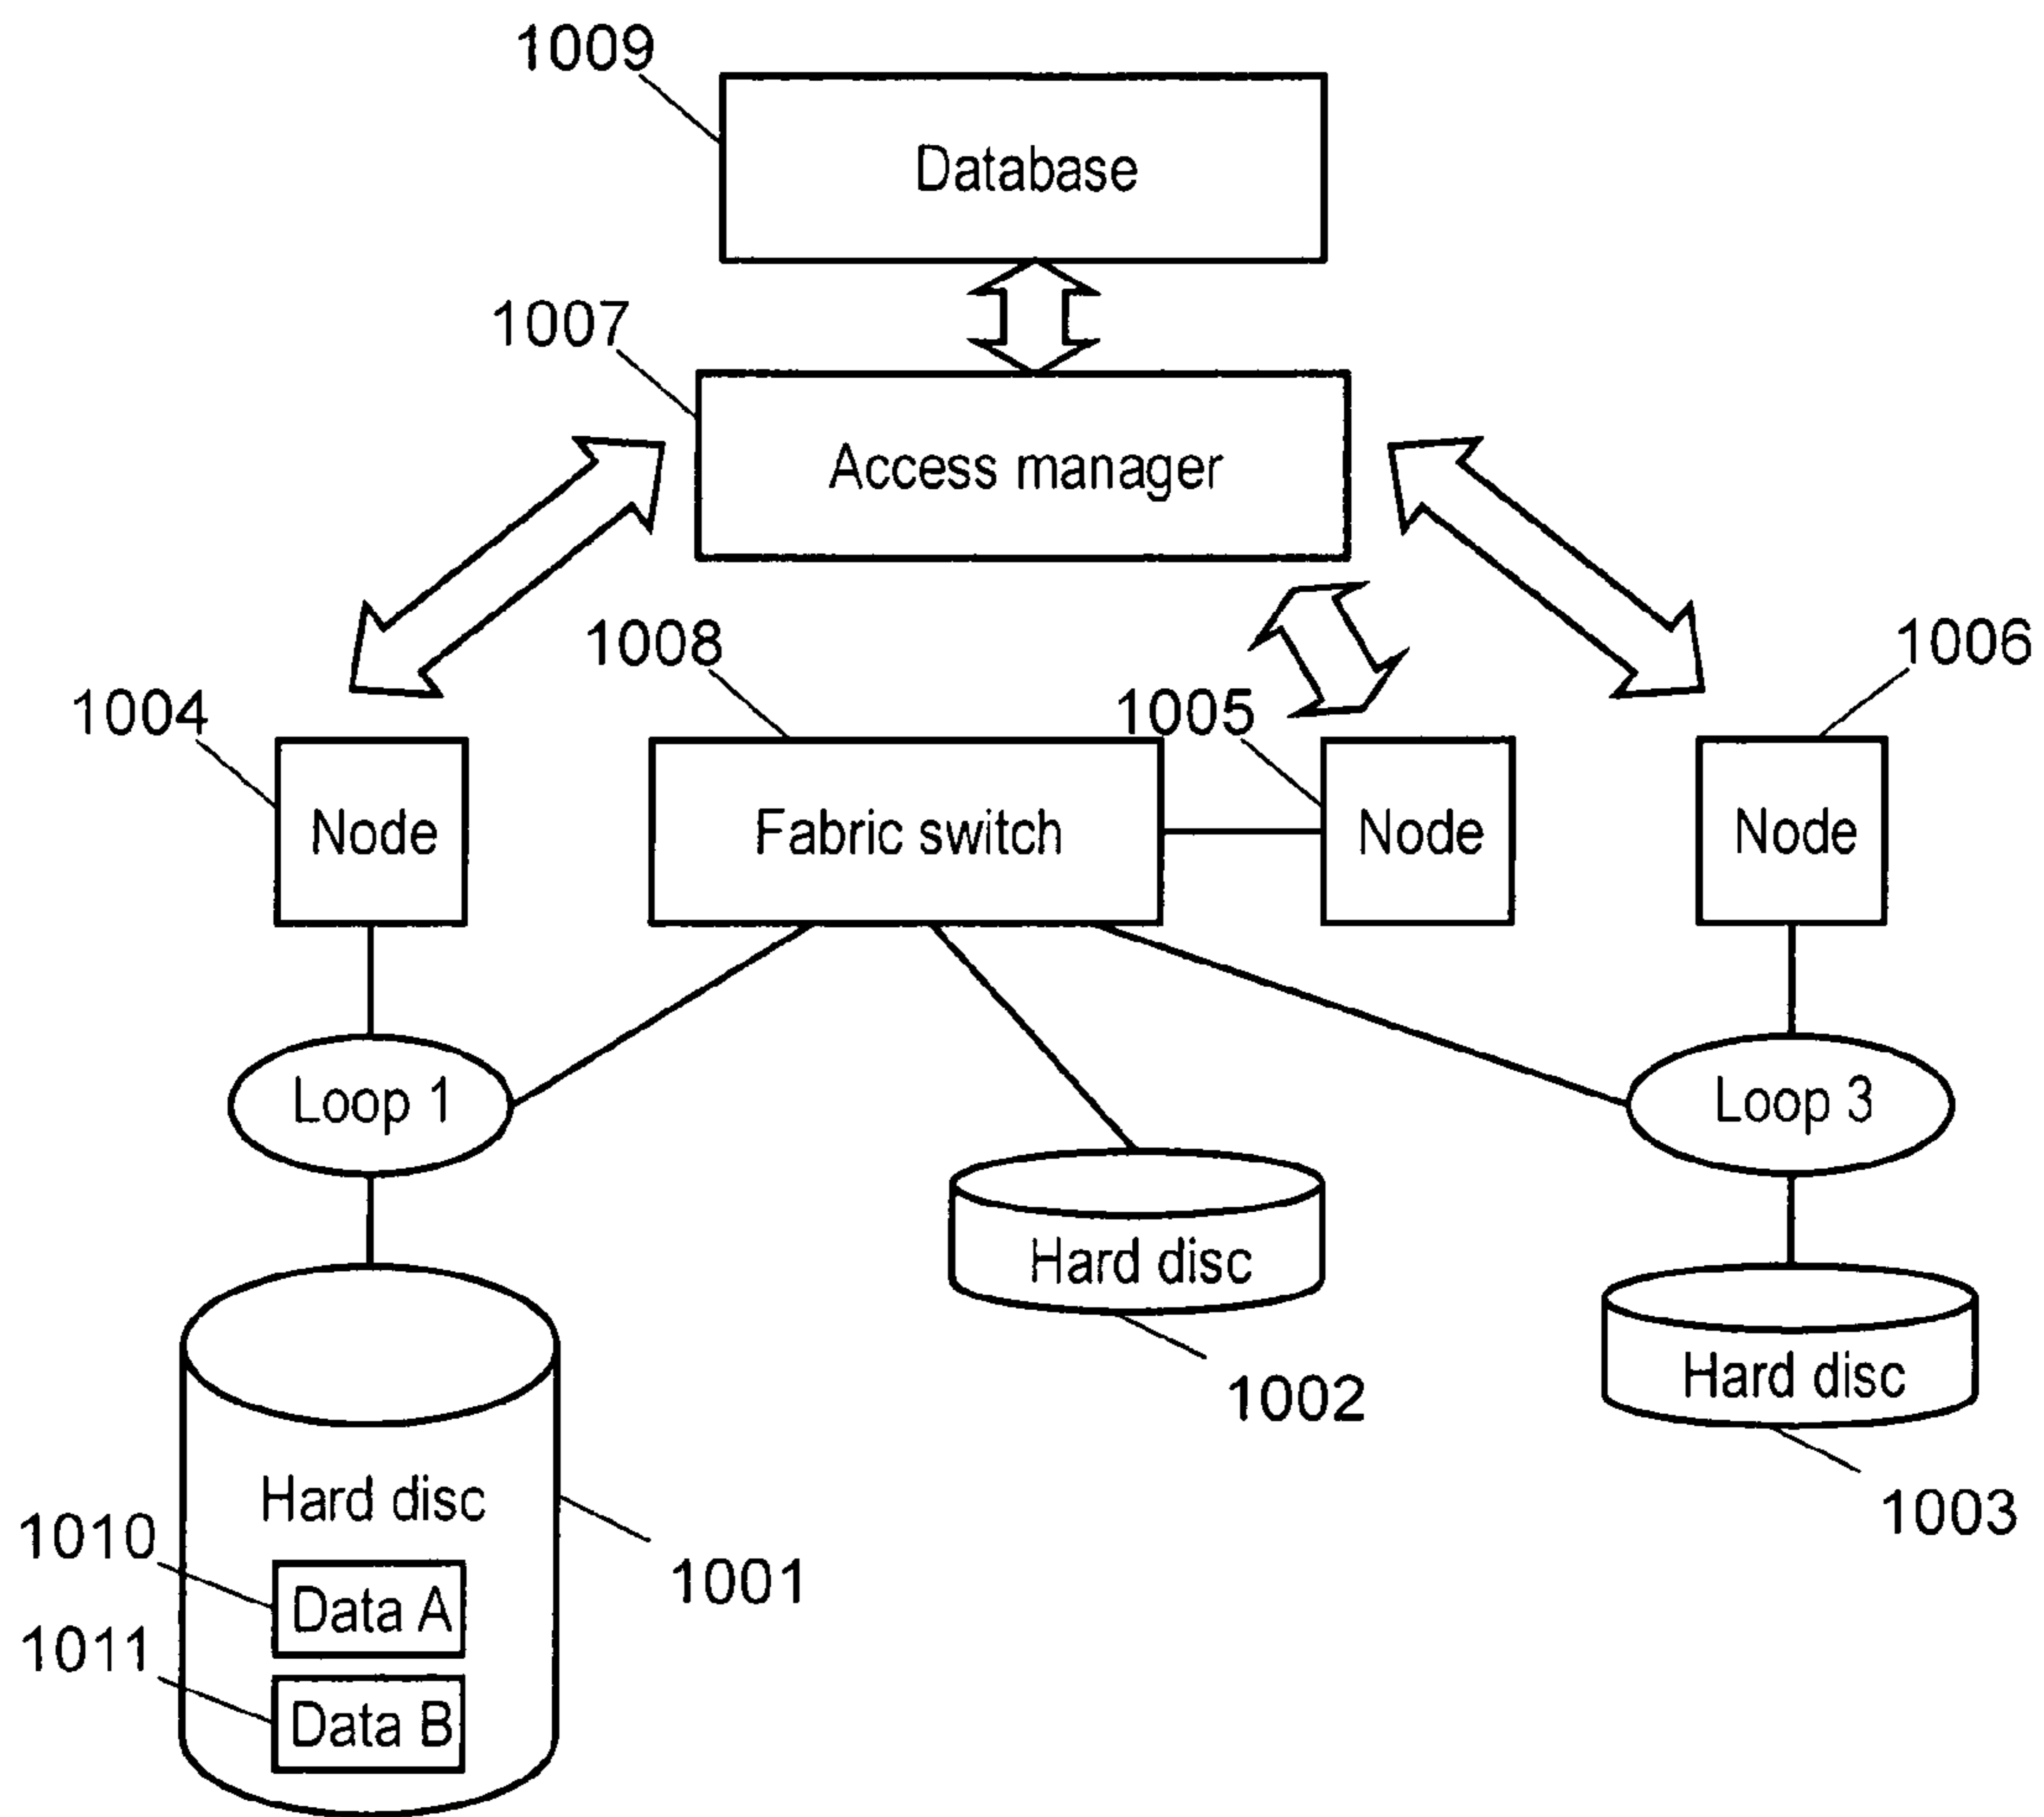 1009
Database
1007
Access manager
1008
1006
1004
1005
Node
Fabric switch
Node
Node
Loop 1
Loop 3
Hard disc
Hard disc
1002
Hard disc
1003
1010
1001
Data A
1011
Data B